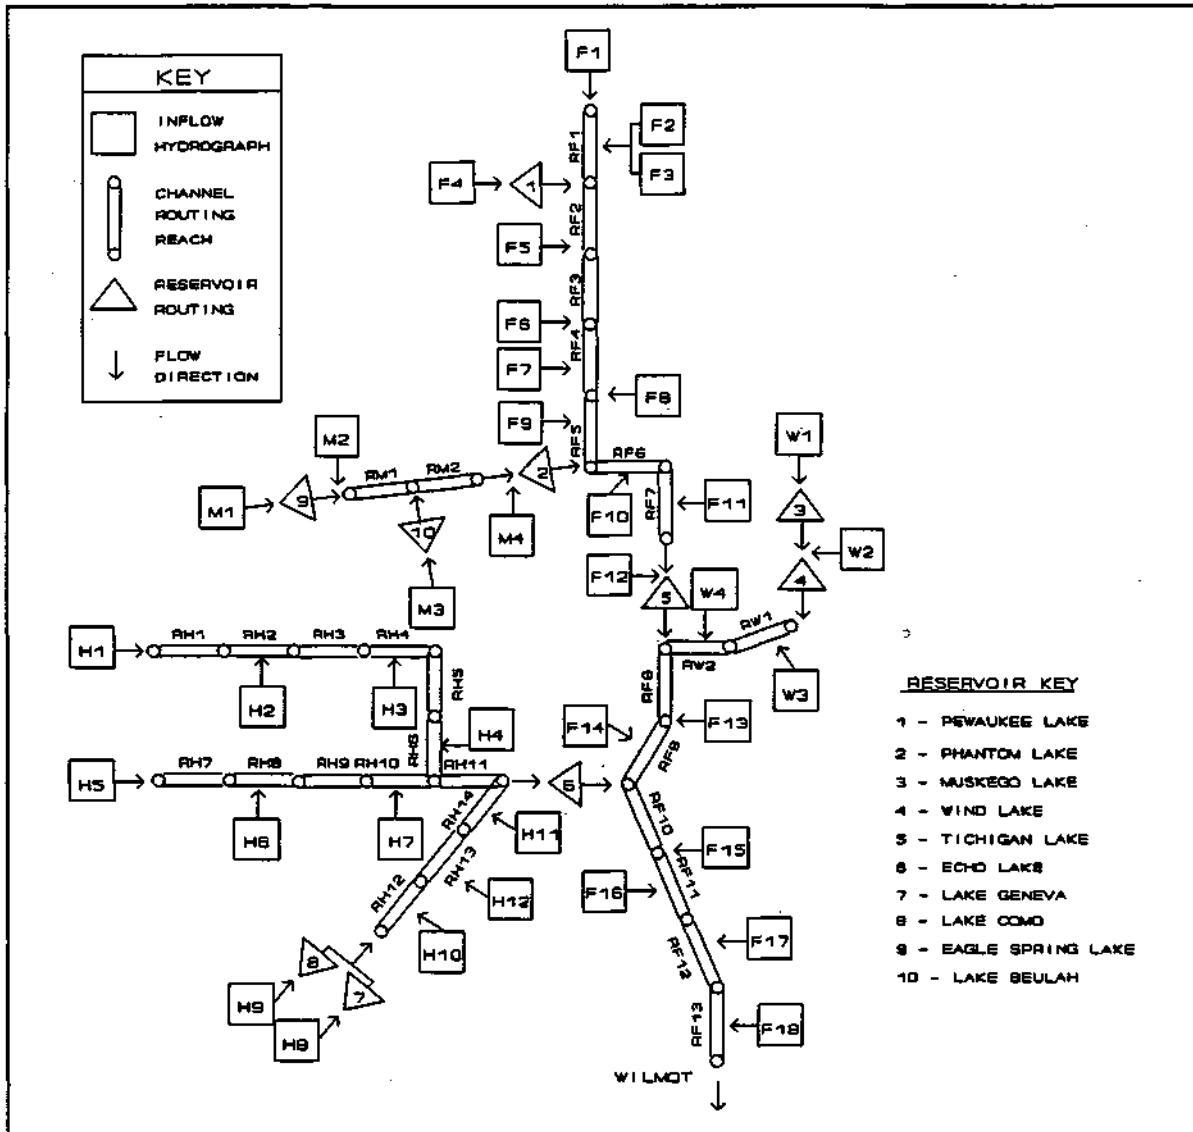 KEY
INFLOW
HYDROGRAPH
CHANNEL
ROUTING
REACH
RESERVOIR
ROUTING
FLOW
DIRECTION
F1
F2
F3
RF1
F4
1
RF2
F5
RF3
F6
RF4
F7
F8
F9
RF5
M2
RM1
RM2
2
RF6
W1
M1
9
10
M4
F10
RF7
F11
3
W2
F12
4
M3
5
W4
RW1
H1
RH1
RH2
RH3
RH4
RW2
W3
H2
H3
RH5
RF8
F14
F13
RH6
H4
RF9
H5
RH7
RH8
RH9
RH10
RH11
6
H6
H7
RH14
H11
RF10
F15
RH13
RH12
H12
F16
RF11
H10
F17
RF12
8
7
H9
H8
RF13
F18
WILMOT
RESERVOIR KEY
1 - PEWAUKEE LAKE
2 - PHANTOM LAKE
3 - MUSKEGO LAKE
4 - WIND LAKE
5 - TICHIGAN LAKE
6 - ECHO LAKE
7 - LAKE GENEVA
8 - LAKE COMO
9 - EAGLE SPRING LAKE
10 - LAKE BEULAH